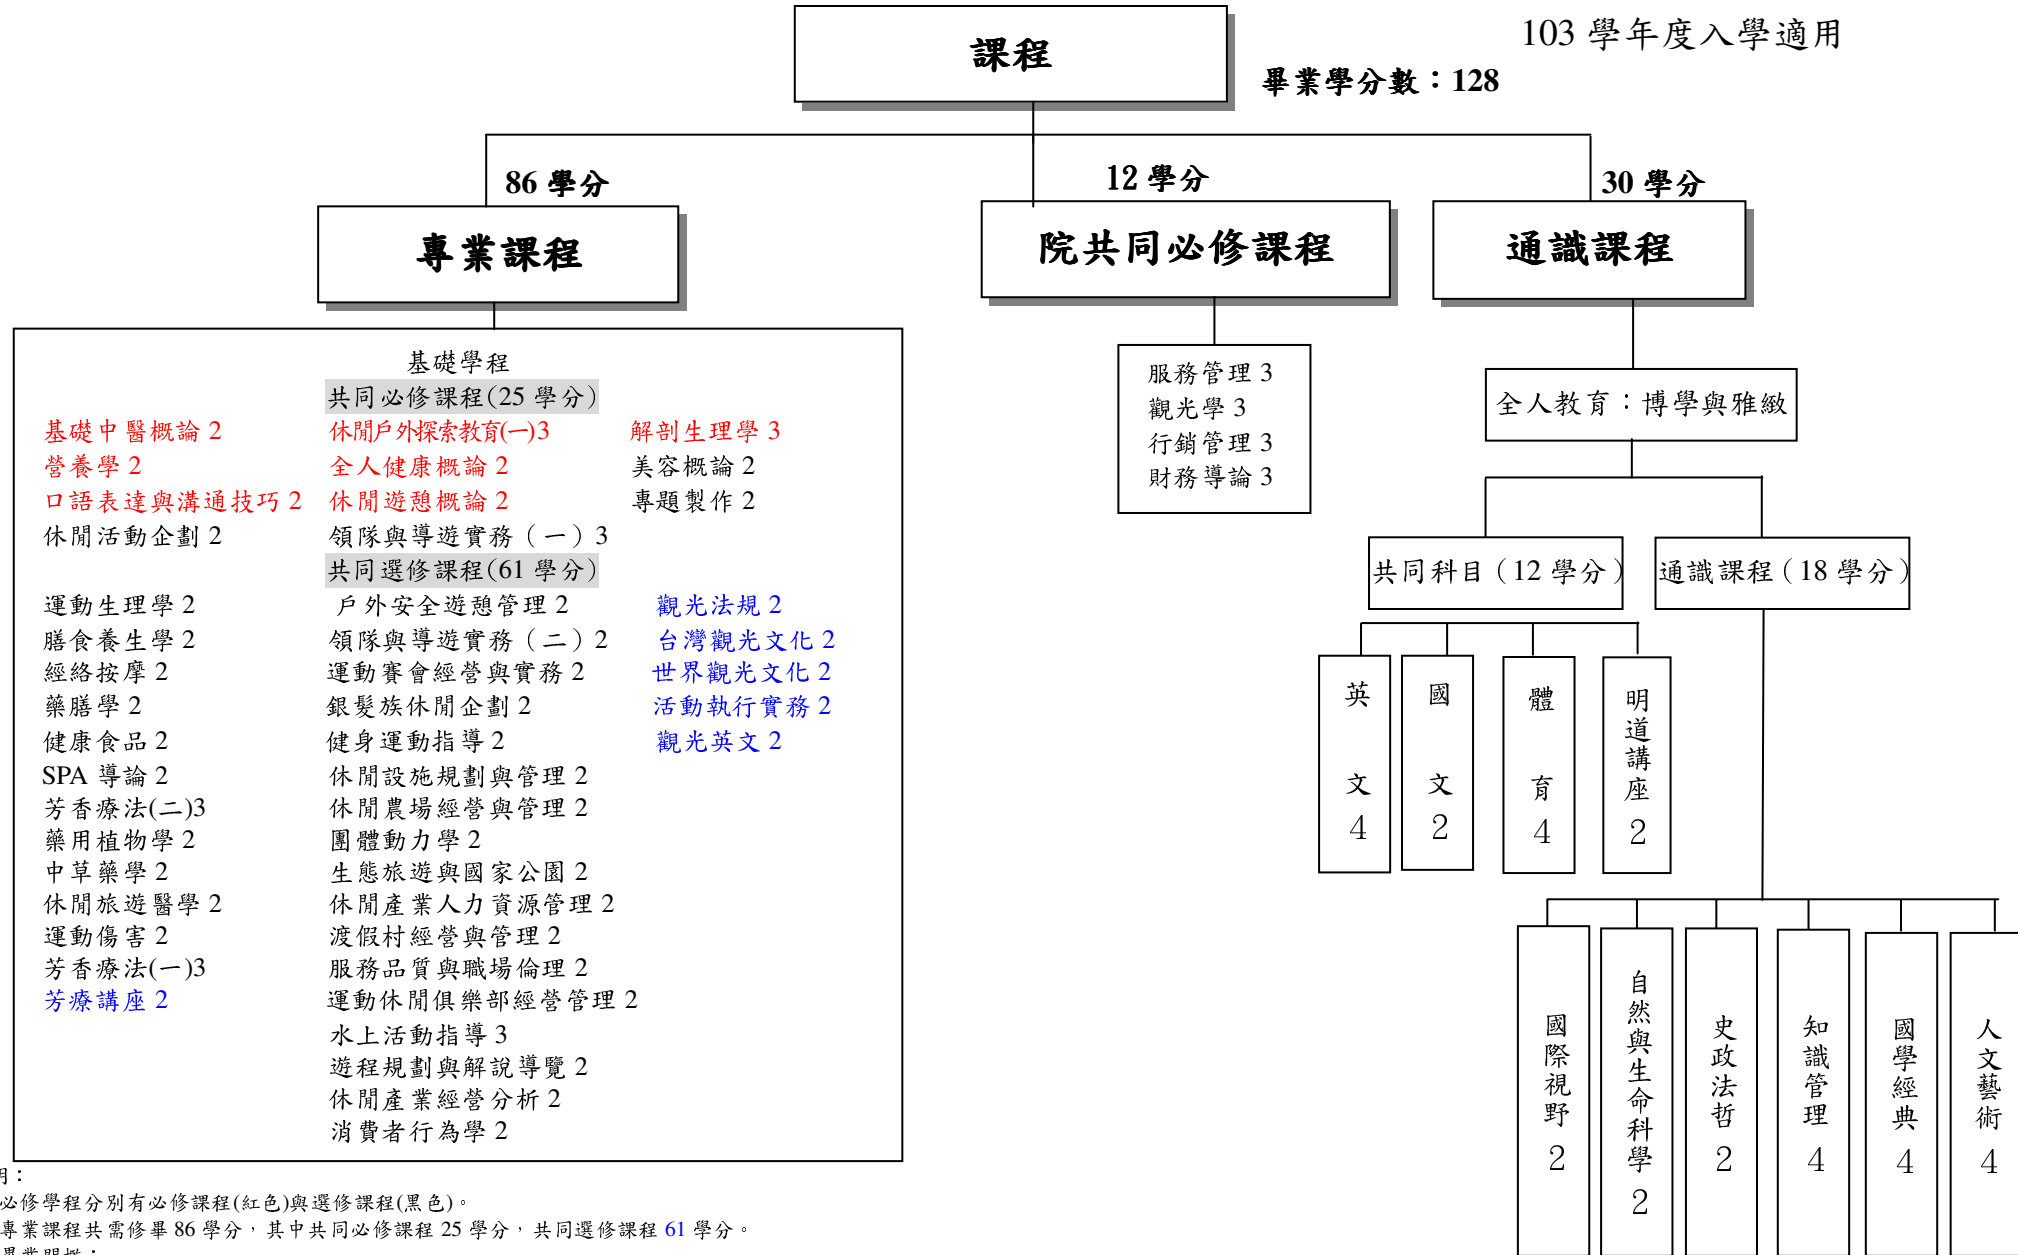 103 學年度入學適用
課程
畢業學分數：128
86 學分
12 學分
30 學分
專業課程
院共同必修課程
通識課程
基礎學程
共同必修課程(25 學分)
基礎中醫概論 2 休閒戶外探索教育(一)3 解剖生理學 3
營養學 2 全人健康概論 2 美容概論 2
口語表達與溝通技巧 2 休閒遊憩概論 2 專題製作 2
休閒活動企劃 2 領隊與導遊實務（一）3
共同選修課程(61 學分)
運動生理學 2 戶外安全遊憩管理 2 觀光法規 2
膳食養生學 2 領隊與導遊實務（二）2 台灣觀光文化 2
經絡按摩 2 運動賽會經營與實務 2 世界觀光文化 2
藥膳學 2 銀髮族休閒企劃 2 活動執行實務 2
健康食品 2 健身運動指導 2 觀光英文 2
SPA 導論 2 休閒設施規劃與管理 2
芳香療法(二)3 休閒農場經營與管理 2
藥用植物學 2 團體動力學 2
中草藥學 2 生態旅遊與國家公園 2
休閒旅遊醫學 2 休閒產業人力資源管理 2
運動傷害 2 渡假村經營與管理 2
芳香療法(一)3 服務品質與職場倫理 2
芳療講座 2 運動休閒俱樂部經營管理 2
水上活動指導 3
遊程規劃與解說導覽 2
休閒產業經營分析 2
消費者行為學 2
服務管理 3
觀光學 3
行銷管理 3
財務導論 3
全人教育：博學與雅緻
共同科目（12 學分）
通識課程（18 學分）
英文 4
國文 2
體育 4
明道講座 2
國際視野 2
自然與生命科學 2
史政法哲 2
知識管理 4
國學經典 4
人文藝術 4
明：
必修學程分別有必修課程(紅色)與選修課程(黑色)。
專業課程共需修畢 86 學分，其中共同必修課程 25 學分，共同選修課程 61 學分。